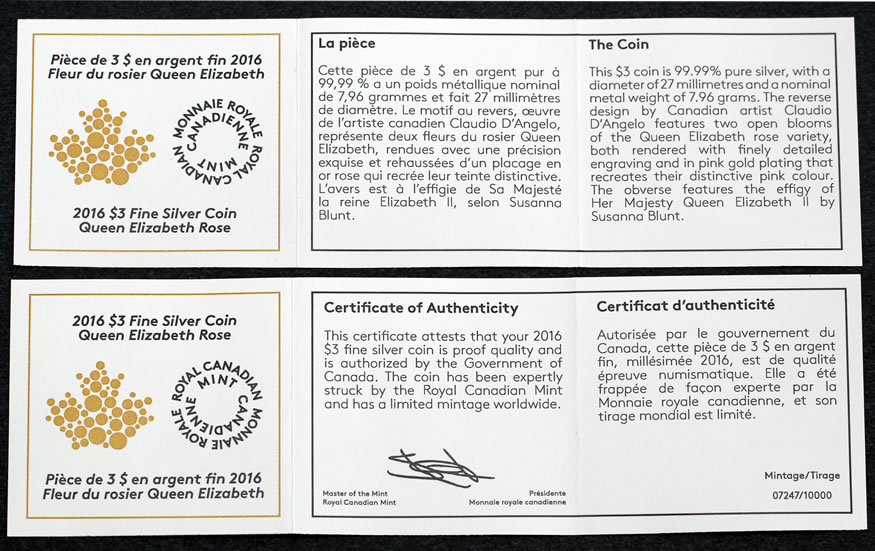 Pièce de 3 $ en argent fin 2016
Fleur du rosier Queen Elizabeth
MONNAIE ROYALE CANADIENNE
ROYAL CANADIAN MINT
2016 $3 Fine Silver Coin
Queen Elizabeth Rose
La pièce
Cette pièce de 3 $ en argent pur à
99,99 % a un poids métallique nominal
de 7,96 grammes et fait 27 millimètres
de diamètre. Le motif au revers, œuvre
de l'artiste canadien Claudio D'Angelo,
représente deux fleurs du rosier Queen
Elizabeth, rendues avec une précision
exquise et rehaussées d'un placage en
or rose qui recrée leur teinte distinctive.
L'avers est à l'effigie de Sa Majesté
la reine Elizabeth II, selon Susanna
Blunt.
The Coin
This $3 coin is 99.99% pure silver, with a
diameter of 27 millimetres and a nominal
metal weight of 7.96 grams. The reverse
design by Canadian artist Claudio
D'Angelo features two open blooms
of the Queen Elizabeth rose variety,
both rendered with finely detailed
engraving and in pink gold plating that
recreates their distinctive pink colour.
The obverse features the effigy of
Her Majesty Queen Elizabeth II by
Susanna Blunt.
2016 $3 Fine Silver Coin
Queen Elizabeth Rose
ROYAL CANADIAN MINT
MONNAIE ROYALE CANADIENNE
Pièce de 3 $ en argent fin 2016
Fleur du rosier Queen Elizabeth
Certificate of Authenticity
This certificate attests that your 2016
$3 fine silver coin is proof quality and
is authorized by the Government of
Canada. The coin has been expertly
struck by the Royal Canadian Mint
and has a limited mintage worldwide.
Master of the Mint
Royal Canadian Mint
Présidente
Monnaie royale canadienne
Certificat d'authenticité
Autorisée par le gouvernement du
Canada, cette pièce de 3 $ en argent
fin, millésimée 2016, est de qualité
épreuve numismatique. Elle a été
frappée de façon experte par la
Monnaie royale canadienne, et son
tirage mondial est limité.
Mintage/Tirage
07247/10000